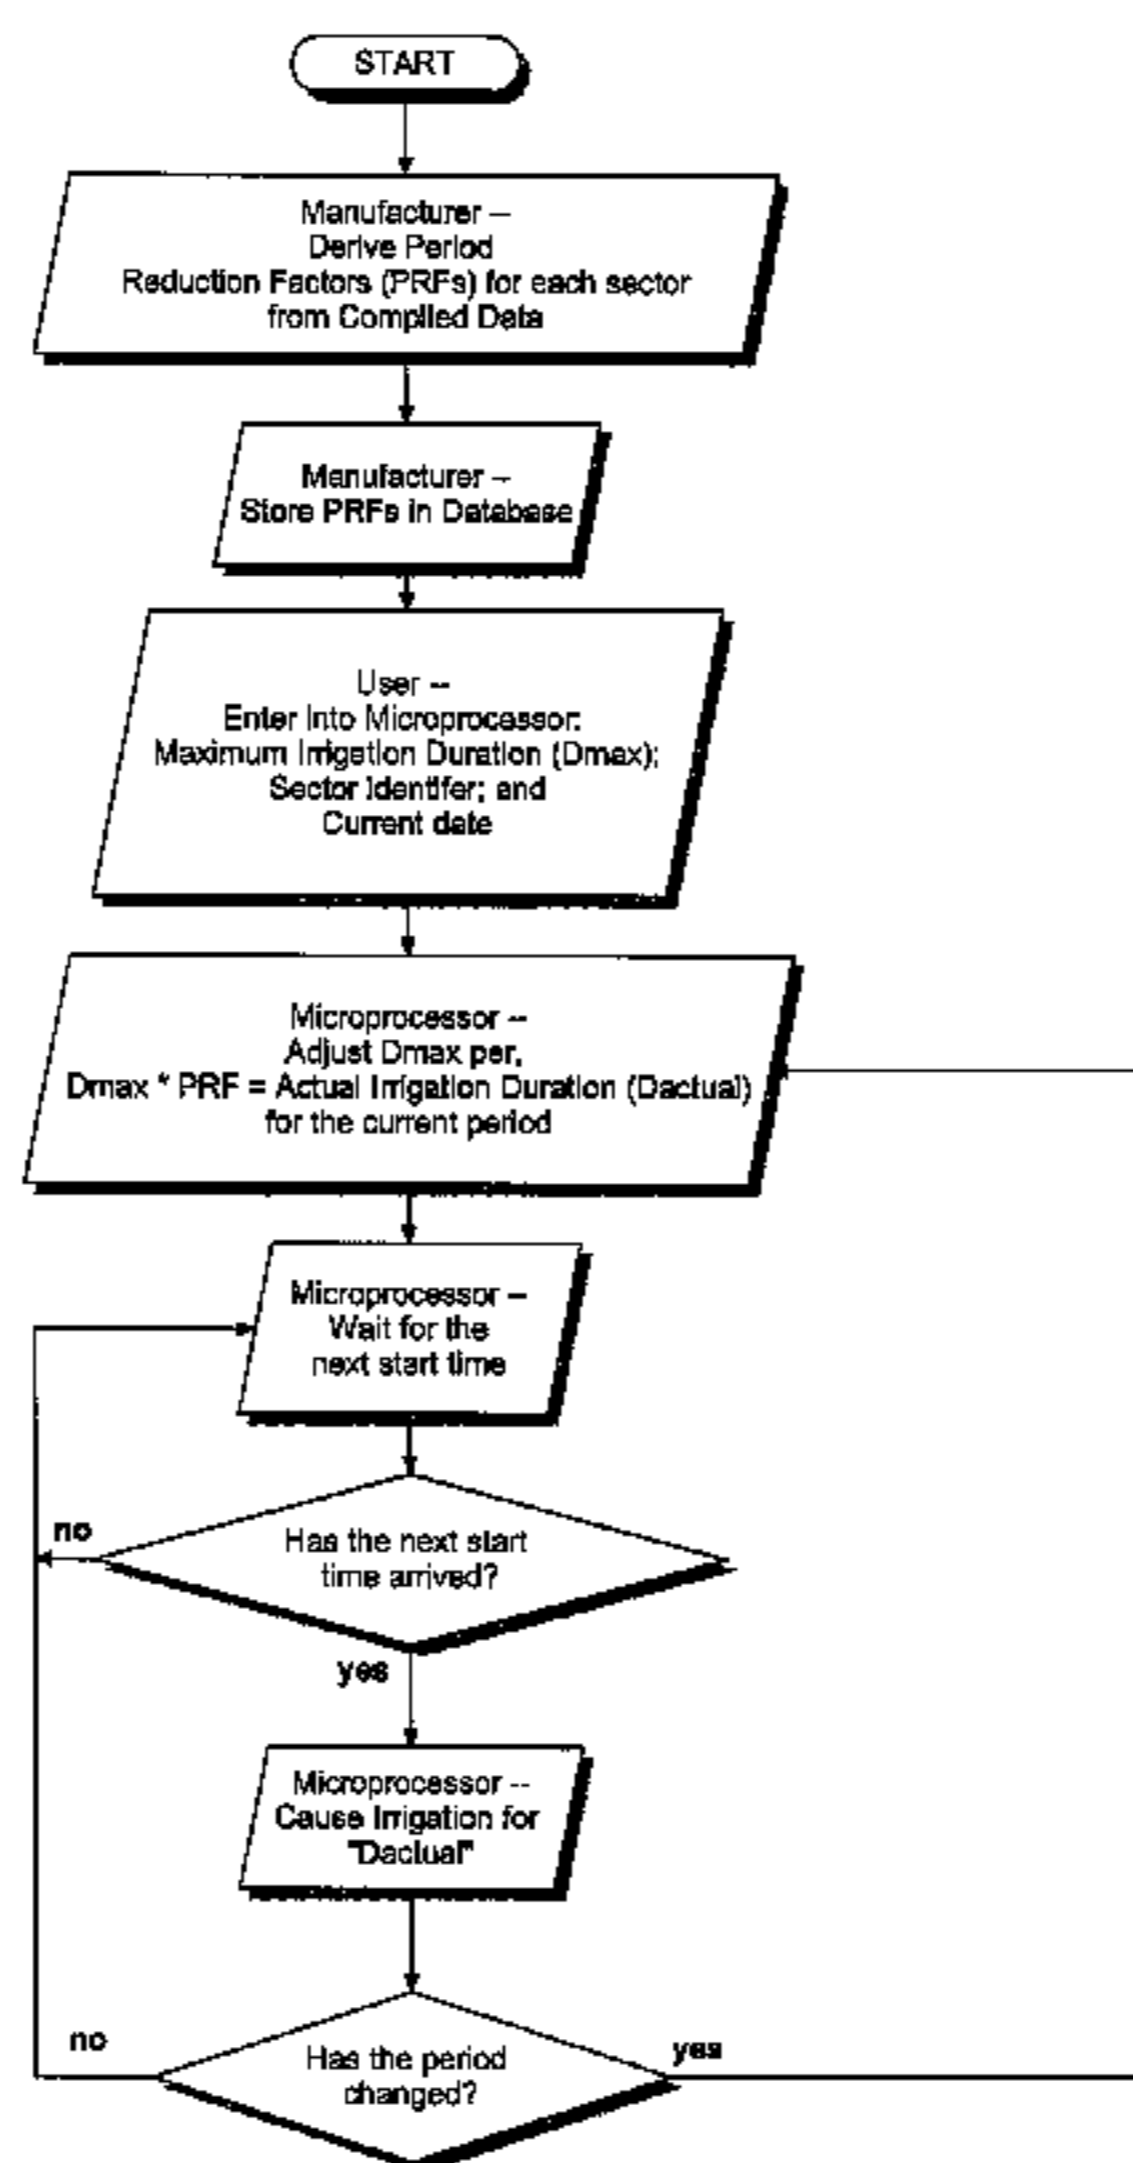 START
Manufacturer --
Derive Period
Reduction Factors (PRFs) for each sector
from Compiled Data
Manufacturer --
Store PRFs in Database
User --
Enter Into Microprocessor:
Maximum Irrigation Duration (Dmax);
Sector Identifer; and
Current date
Microprocessor --
Adjust Dmax per,
Dmax * PRF = Actual Irrigation Duration (Dactual)
for the current period
Microprocessor --
Wait for the
next start time
no
Has the next start
time arrived?
yes
Microprocessor --
Cause Irrigation for
"Dactual"
no
Has the period
changed?
yes